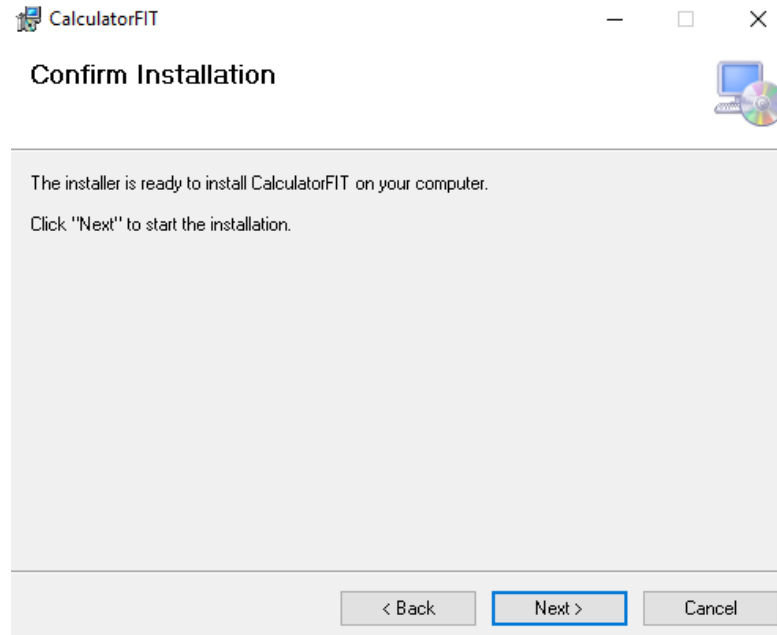 CalculatorFIT
Confirm Installation
The installer is ready to install CalculatorFIT on your computer.
Click "Next" to start the installation.
< Back
Next >
Cancel